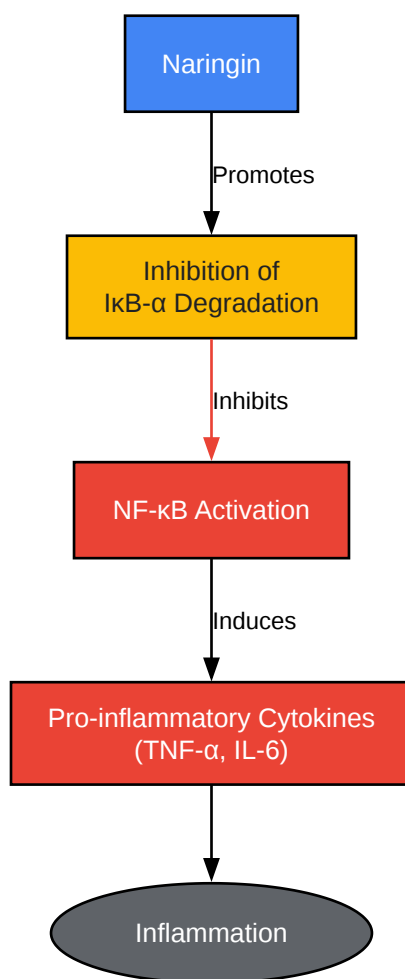 Naringin
Promotes
Inhibition of
IκB-α Degradation
Inhibits
NF-κB Activation
Induces
Pro-inflammatory Cytokines
(TNF-α, IL-6)
Inflammation